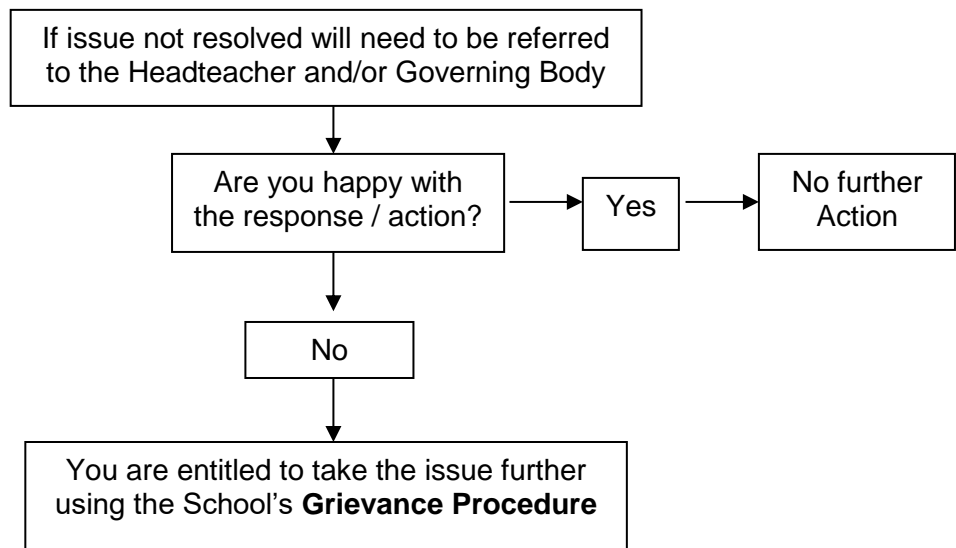 If issue not resolved will need to be referred
to the Headteacher and/or Governing Body
Are you happy with
the response / action?
Yes
No further
Action
No
You are entitled to take the issue further
using the School’s Grievance Procedure